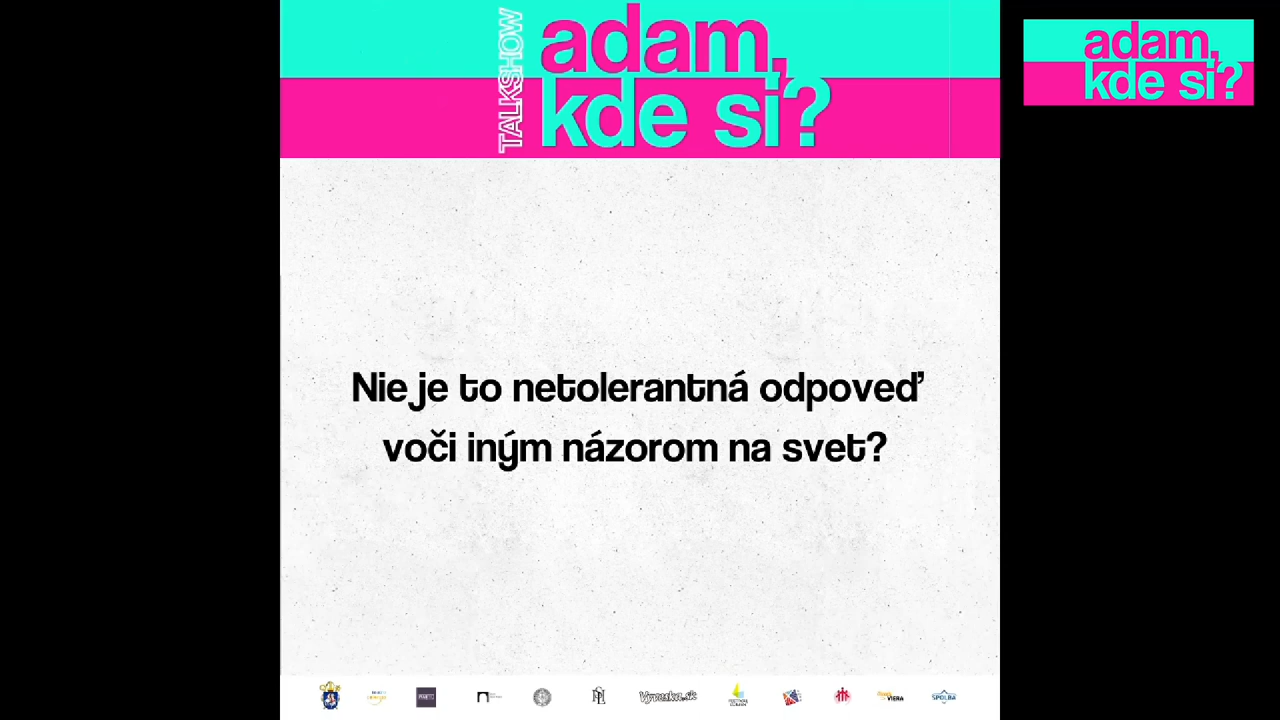 TALKSHOW
adam,
kde si?
adam,
kde si?
Nie je to netolerantná odpoveď
voči iným názorom na svet?
Vyveska.sk
VIERA
SPOLBA